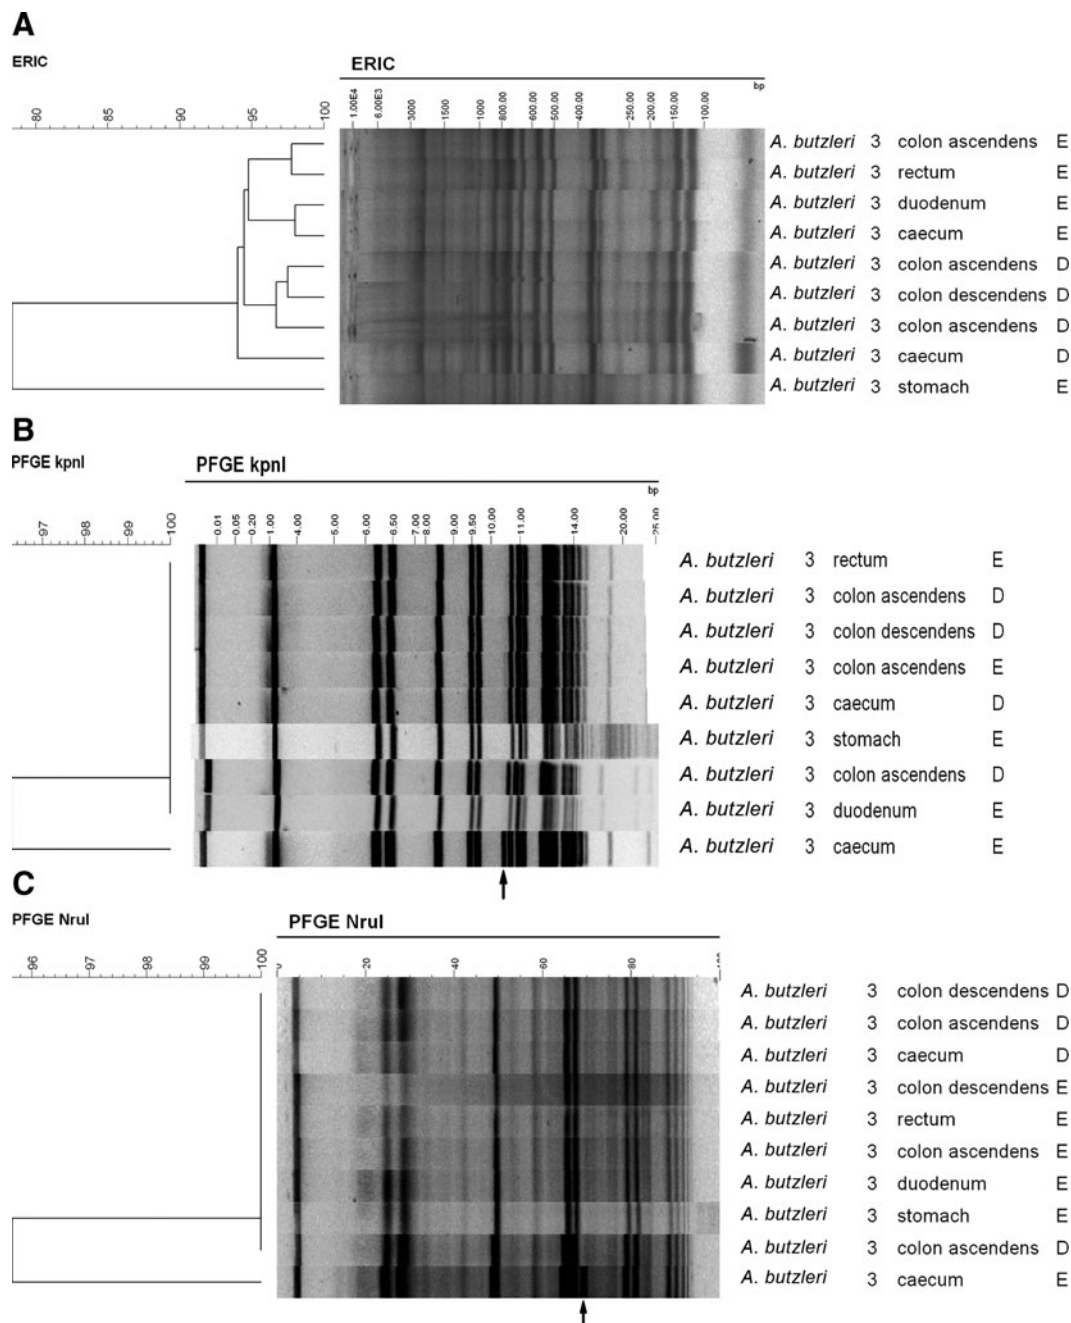 A
ERIC
ERIC
bp
80 85 90 95 100
1.00E4 6.00E3 3000 1500 1000 800.00 600.00 500.00 400.00 250.00 200.00 150.00 100.00
A. butzleri 3 colon ascendens E
A. butzleri 3 rectum E
A. butzleri 3 duodenum E
A. butzleri 3 caecum E
A. butzleri 3 colon ascendens D
A. butzleri 3 colon descendens D
A. butzleri 3 colon ascendens D
A. butzleri 3 caecum D
A. butzleri 3 stomach E
B
PFGE kpnI
PFGE kpnI
bp
97 98 99 100
0.01 0.05 0.20 1.00 4.00 5.00 6.00 6.50 7.00 8.00 9.00 9.50 10.00 11.00 14.00 20.00 25.00
A. butzleri 3 rectum E
A. butzleri 3 colon ascendens D
A. butzleri 3 colon descendens D
A. butzleri 3 colon ascendens E
A. butzleri 3 caecum D
A. butzleri 3 stomach E
A. butzleri 3 colon ascendens D
A. butzleri 3 duodenum E
A. butzleri 3 caecum E
C
PFGE NruI
PFGE NruI
96 97 98 99 100
0 20 40 60 80 100
A. butzleri 3 colon descendens D
A. butzleri 3 colon ascendens D
A. butzleri 3 caecum D
A. butzleri 3 colon descendens E
A. butzleri 3 rectum E
A. butzleri 3 colon ascendens E
A. butzleri 3 duodenum E
A. butzleri 3 stomach E
A. butzleri 3 colon ascendens D
A. butzleri 3 caecum E